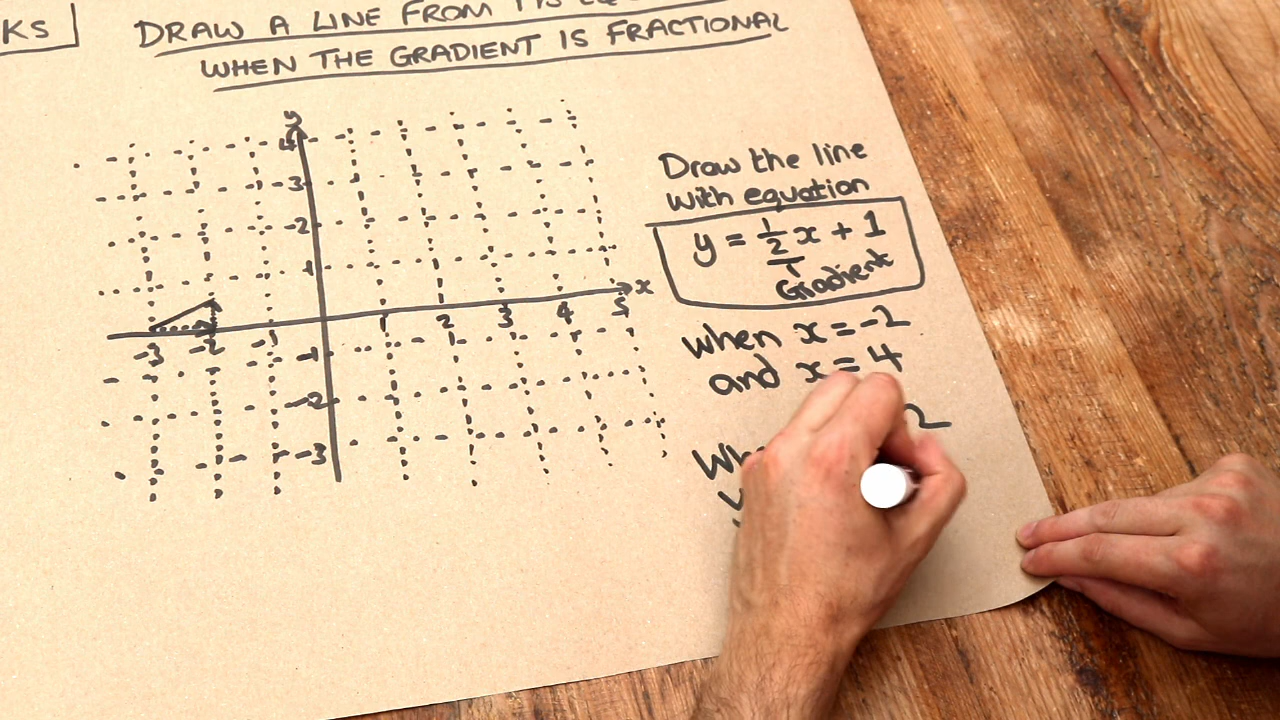 KS
DRAW A LINE FROM ITS
WHEN THE GRADIENT IS FRACTIONAL
y
4
3
2
1
x
-3 -2 -1 1 2 3 4 5
-1
-2
-3
Draw the line
with equation
y = 1/2 x + 1
Gradient
when x = -2
and x = 4
2